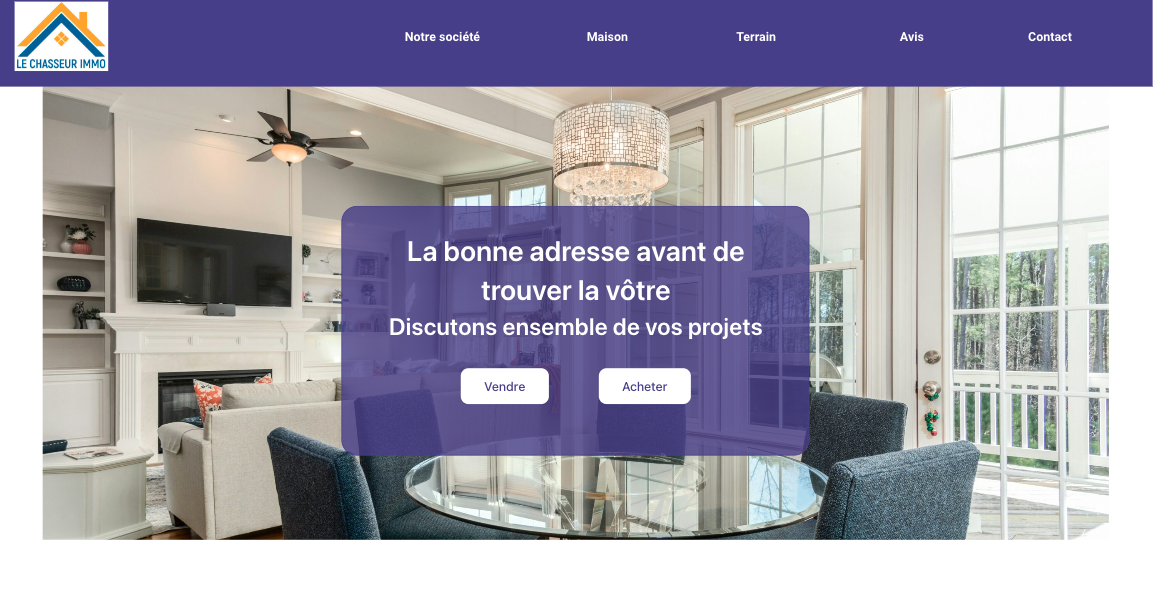 LE CHASSEUR IMMO
Notre société
Maison
Terrain
Avis
Contact
La bonne adresse avant de
trouver la vôtre
Discutons ensemble de vos projets
Vendre
Acheter